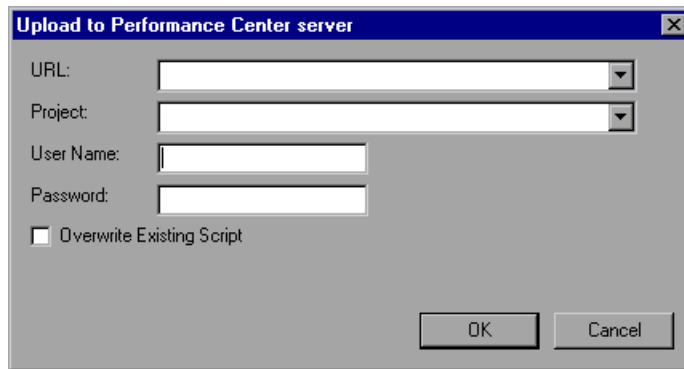 Upload to Performance Center server
URL:
Project:
User Name:
Password:
Overwrite Existing Script
OK Cancel